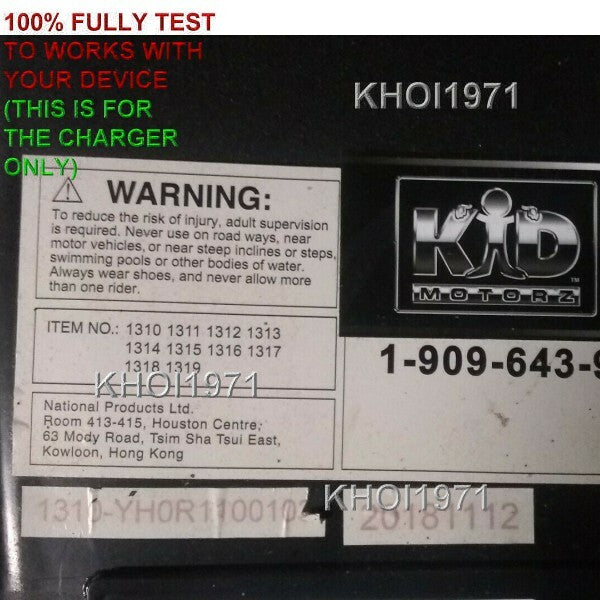 100% FULLY TEST
TO WORKS WITH
YOUR DEVICE
(THIS IS FOR
THE CHARGER
ONLY)
KHOI1971
WARNING:
To reduce the risk of injury, adult supervision
is required. Never use on road ways, near
motor vehicles, or near steep inclines or steps,
swimming pools or other bodies of water.
Always wear shoes, and never allow more
than one rider.
KID
MOTORZ
TM
1-909-643-9
ITEM NO.: 1310 1311 1312 1313
1314 1315 1316 1317
1318 1319
KHOI1971
National Products Ltd.
Room 413-415, Houston Centre,
63 Mody Road, Tsim Sha Tsui East,
Kowloon, Hong Kong
KHOI1971
1310-YH0R110010
20181112